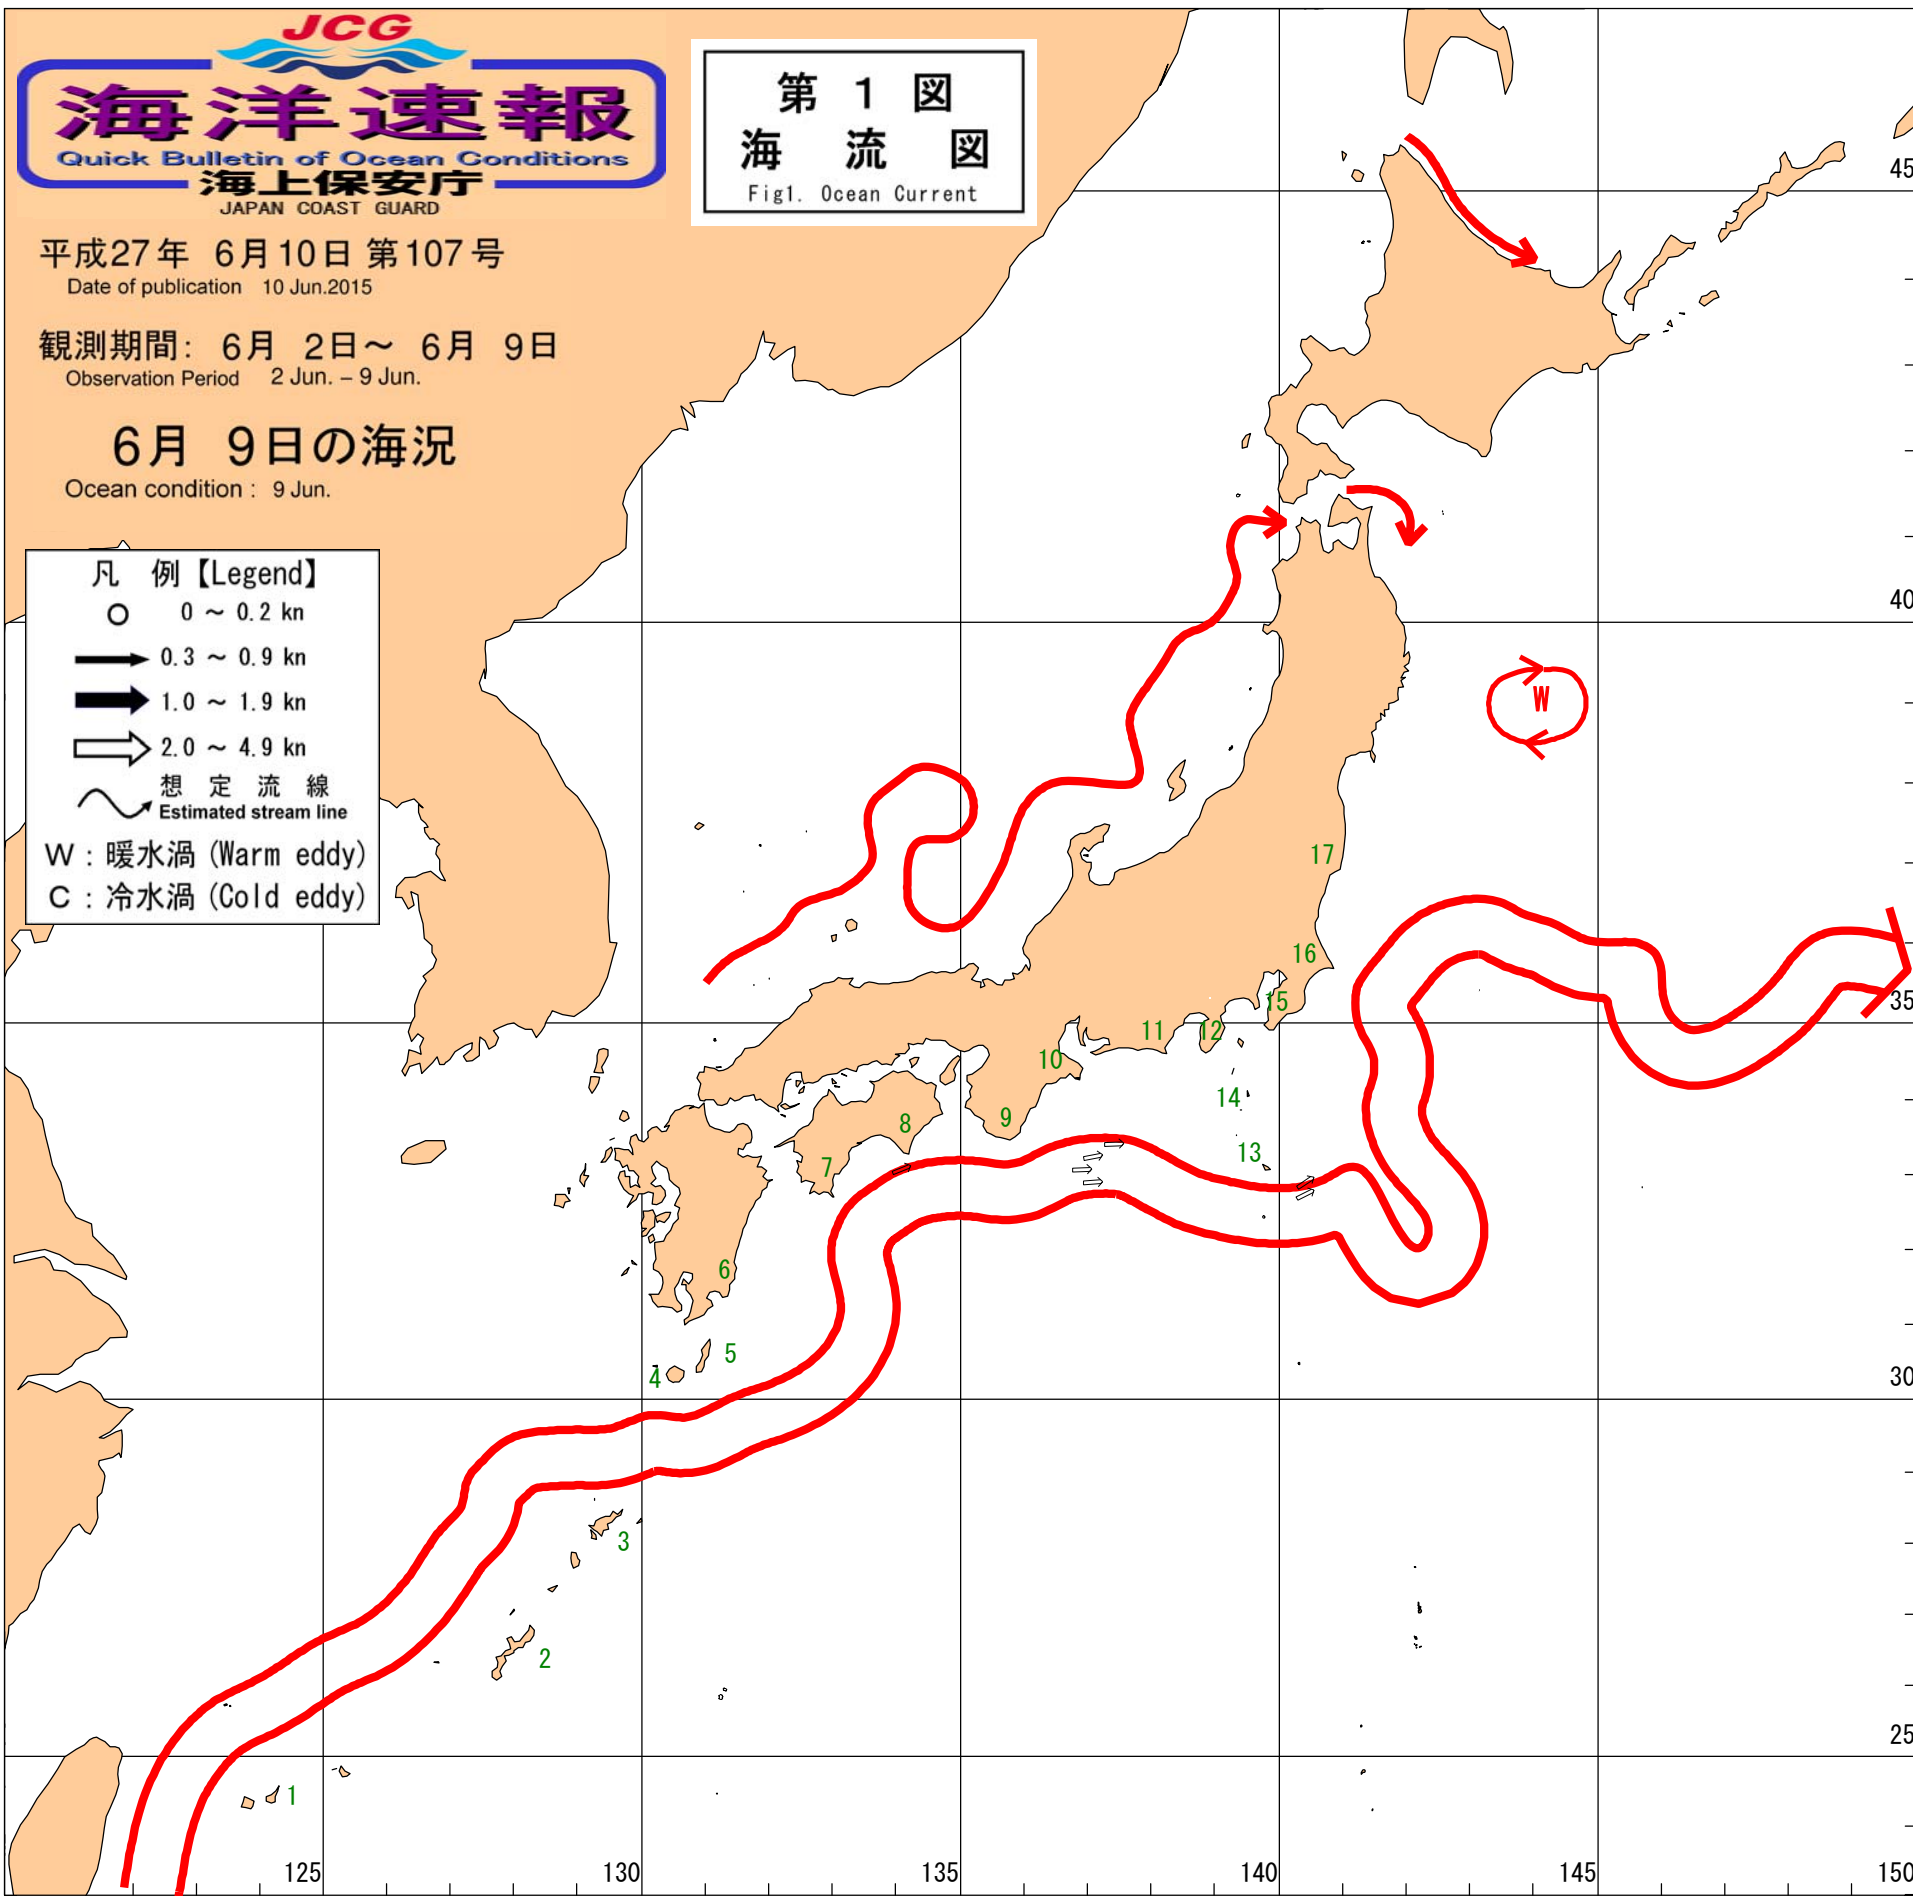 JCG
海洋速報
Quick Bulletin of Ocean Conditions
海上保安庁
JAPAN COAST GUARD
第 1 図
海 流 図
Fig1. Ocean Current
平成27年 6月10日 第107号
Date of publication 10 Jun.2015
観測期間: 6月 2日～ 6月 9日
Observation Period 2 Jun. – 9 Jun.
6月 9日の海況
Ocean condition : 9 Jun.
凡 例【Legend】
0 ～ 0.2 kn
0.3 ～ 0.9 kn
1.0 ～ 1.9 kn
2.0 ～ 4.9 kn
想 定 流 線
Estimated stream line
W : 暖水渦 (Warm eddy)
C : 冷水渦 (Cold eddy)
45
40
W
17
16
35
15
12
11
10
14
9
8
13
7
6
5
4
30
3
2
25
1
125
130
135
140
145
150